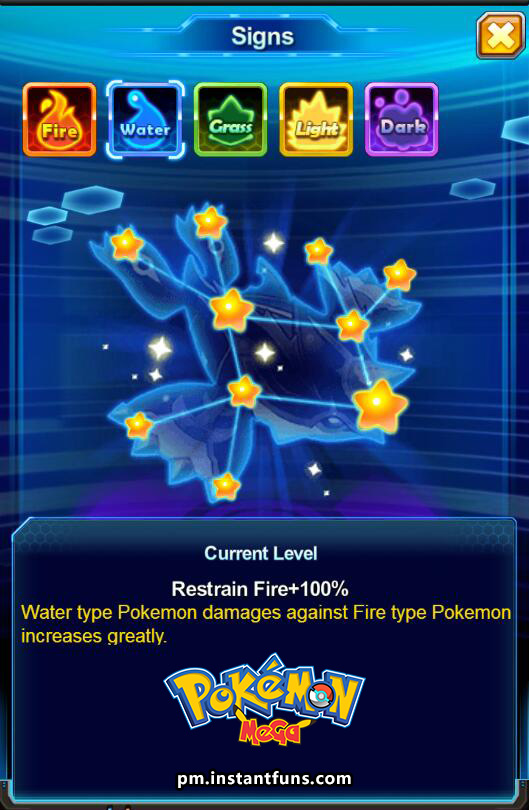 Signs
Fire Water Grass Light Dark
Current Level
Restrain Fire+100%
Water type Pokemon damages against Fire type Pokemon
increases greatly.
POKéMON
MeGa
pm.instantfuns.com